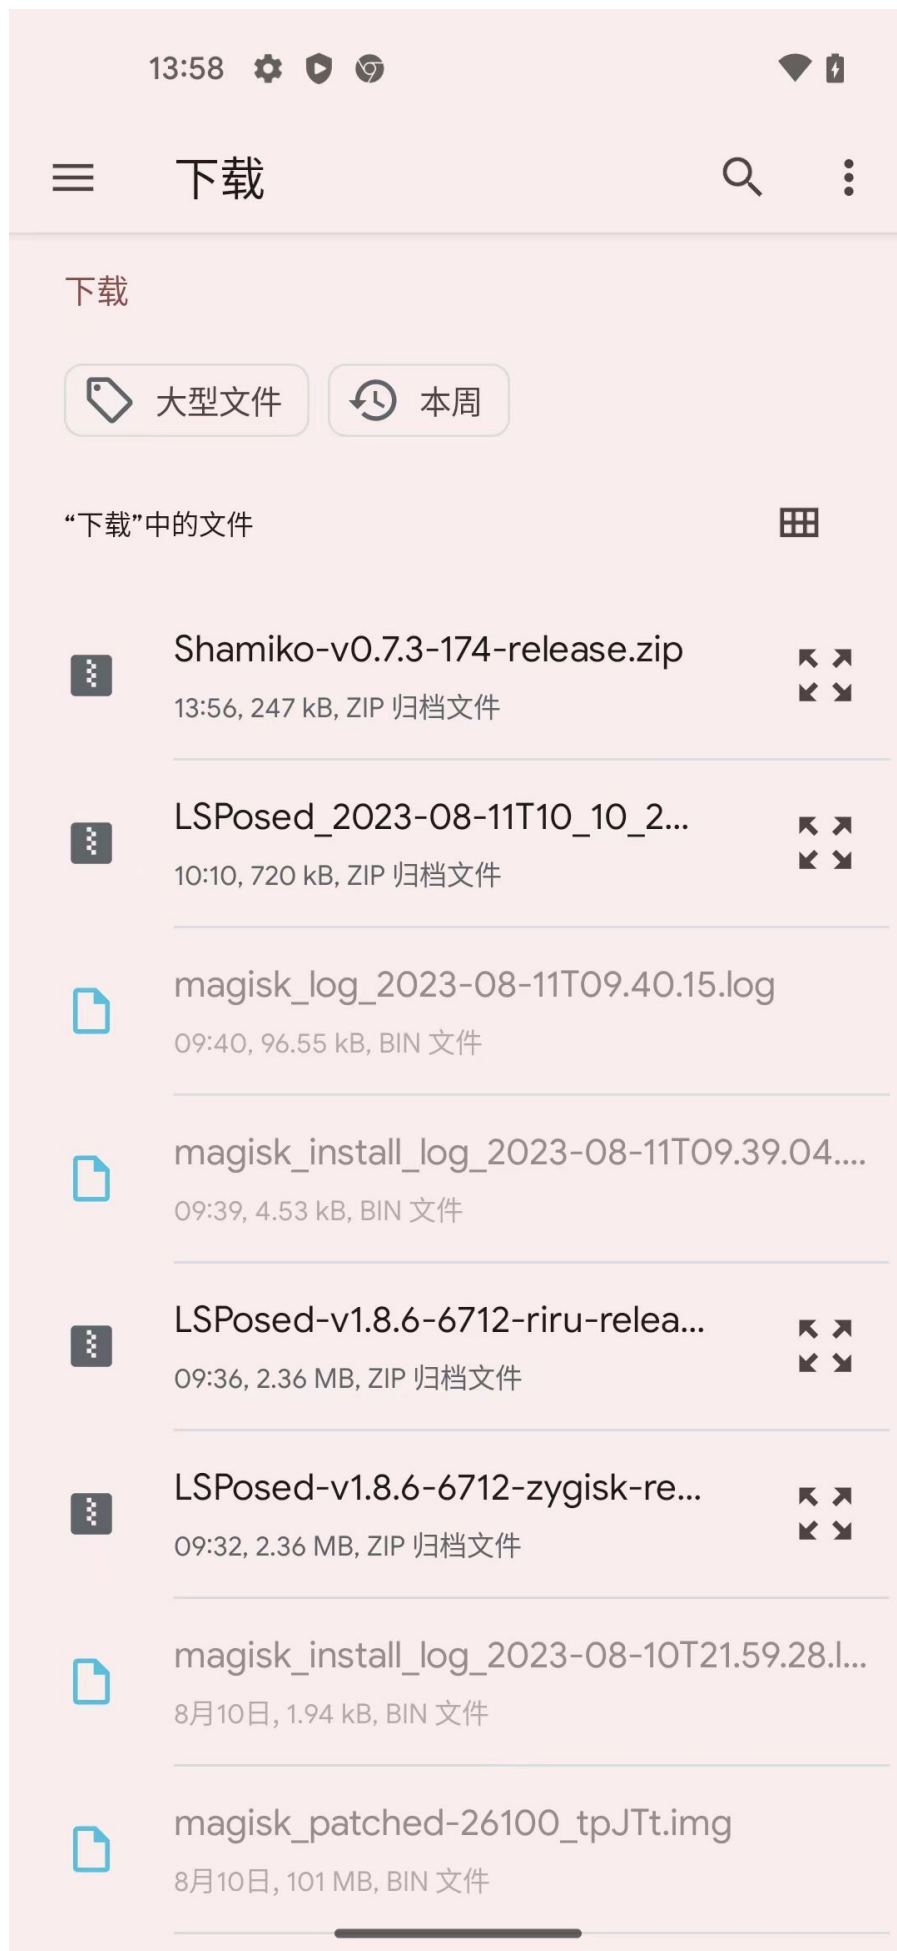 13:58
下载
下载
大型文件 本周
“下载”中的文件
Shamiko-v0.7.3-174-release.zip
13:56, 247 kB, ZIP 归档文件
LSPosed_2023-08-11T10_10_2...
10:10, 720 kB, ZIP 归档文件
magisk_log_2023-08-11T09.40.15.log
09:40, 96.55 kB, BIN 文件
magisk_install_log_2023-08-11T09.39.04....
09:39, 4.53 kB, BIN 文件
LSPosed-v1.8.6-6712-riru-relea...
09:36, 2.36 MB, ZIP 归档文件
LSPosed-v1.8.6-6712-zygisk-re...
09:32, 2.36 MB, ZIP 归档文件
magisk_install_log_2023-08-10T21.59.28.l...
8月10日, 1.94 kB, BIN 文件
magisk_patched-26100_tpJTt.img
8月10日, 101 MB, BIN 文件